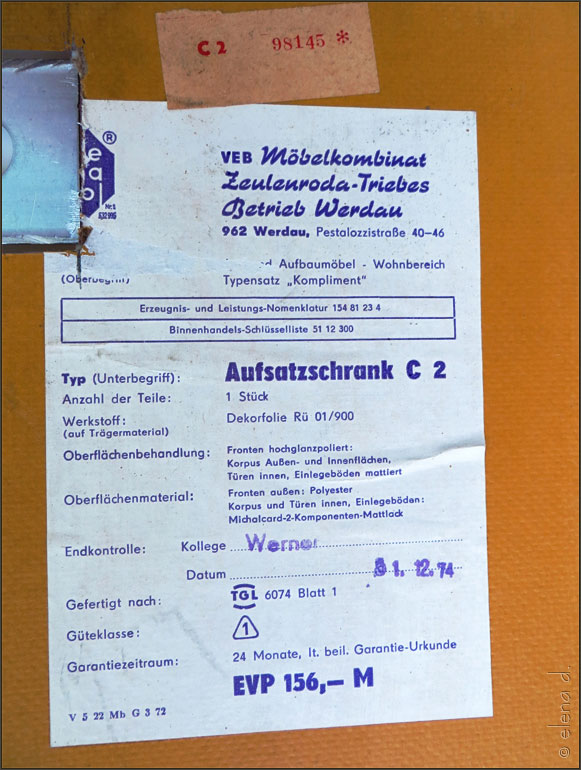 C 2 98145 *
®
e
a
Nr. 8
632 995
VEB Möbelkombinat
Zeulenroda-Triebes
Betrieb Werdau
962 Werdau, Pestalozzistraße 40–46
d Aufbaumöbel - Wohnbereich
(Oberbegriff) Typensatz „Kompliment“
Erzeugnis- und Leistungs-Nomenklatur 154 81 23 4
Binnenhandels-Schlüsselliste 51 12 300
Typ (Unterbegriff): Aufsatzschrank C 2
Anzahl der Teile: 1 Stück
Werkstoff: Dekorfolie Rü 01/900
(auf Trägermaterial)
Oberflächenbehandlung: Fronten hochglanzpoliert:
Korpus Außen- und Innenflächen,
Türen innen, Einlegeböden mattiert
Oberflächenmaterial: Fronten außen: Polyester
Korpus und Türen innen, Einlegeböden:
Michalcard-2-Komponenten-Mattlack
Endkontrolle: Kollege Werner
Datum 31. 12. 74
Gefertigt nach: TGL 6074 Blatt 1
Güteklasse: 1
Garantiezeitraum: 24 Monate, lt. beil. Garantie-Urkunde
EVP 156,– M
V 5 22 Mb G 3 72
© elena d.